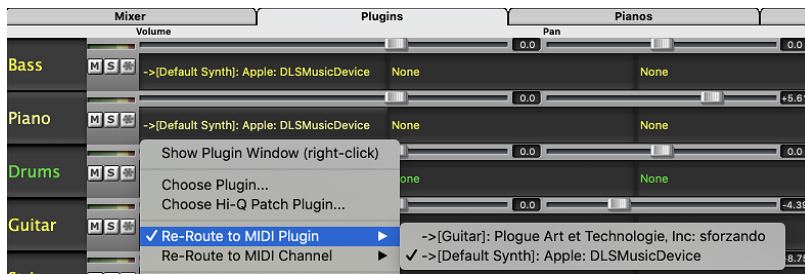 Mixer Plugins Pianos
Volume Pan
0.0 0.0
Bass M S ->[Default Synth]: Apple: DLSMusicDevice None None
0.0 +5.6
Piano M S ->[Default Synth]: Apple: DLSMusicDevice None None
Show Plugin Window (right-click) 0.0 0.0
Drums M S Choose Plugin... one None
Choose Hi-Q Patch Plugin... 0.0 -4.39
Guitar M S ✓ Re-Route to MIDI Plugin ▶ ->[Guitar]: Plogue Art et Technologie, Inc: sforzando
Re-Route to MIDI Channel ▶ ✓ ->[Default Synth]: Apple: DLSMusicDevice -8.75